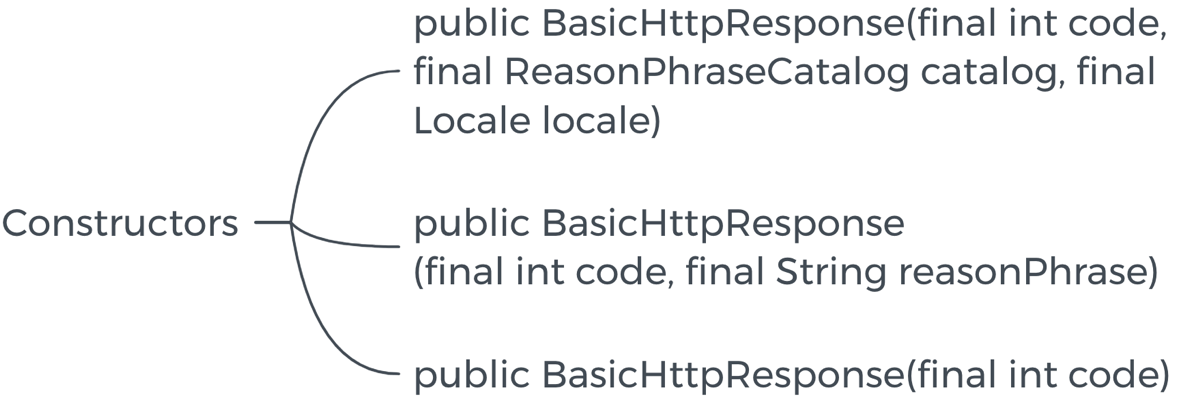 public BasicHttpResponse(final int code,
final ReasonPhraseCatalog catalog, final
Locale locale)
Constructors
public BasicHttpResponse
(final int code, final String reasonPhrase)
public BasicHttpResponse(final int code)